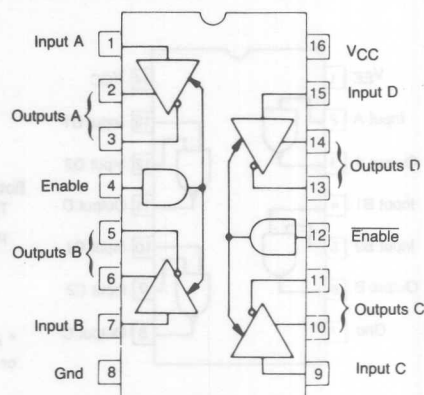 Input A
1
16
VCC
2
15
Input D
Outputs A
3
14
Outputs D
Enable
4
13
5
12
Enable
Outputs B
6
11
Outputs C
Input B
7
10
Gnd
8
9
Input C